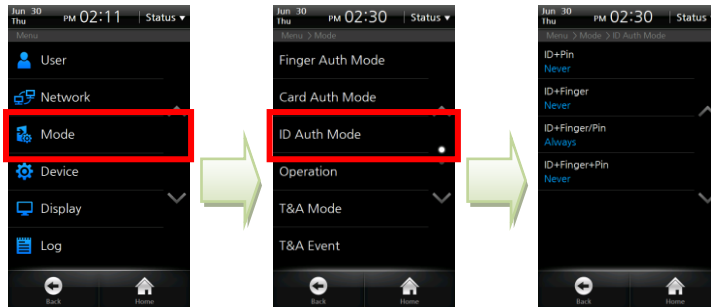 Jun 30
Thu
PM 02:11
Status ▾
Menu
User
Network
Mode
Device
Display
Log
Back
Home
Jun 30
Thu
PM 02:30
Status ▾
Menu > Mode
Finger Auth Mode
Card Auth Mode
ID Auth Mode
Operation
T&A Mode
T&A Event
Back
Home
Jun 30
Thu
PM 02:30
Status
Menu > Mode > ID Auth Mode
ID+Pin
Never
ID+Finger
Never
ID+Finger/Pin
Always
ID+Finger+Pin
Never
Back
Home